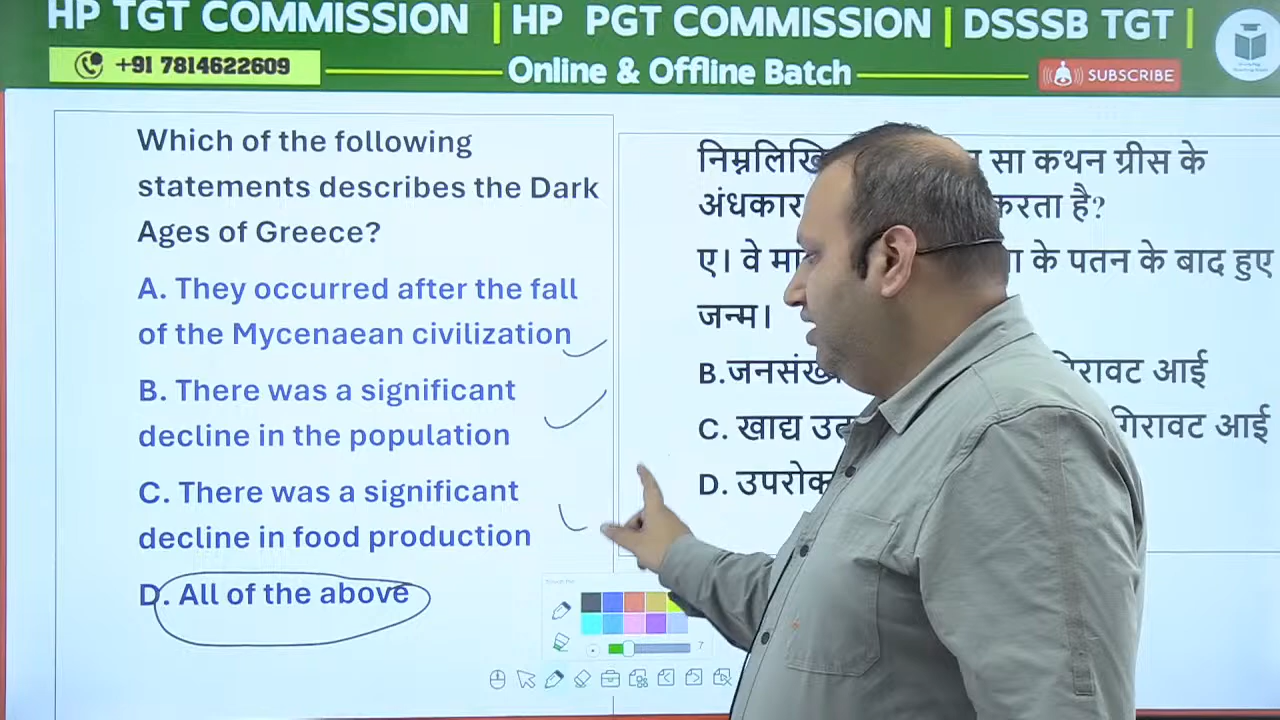 HP TGT COMMISSION | HP PGT COMMISSION | DSSSB TGT |
+91 7814622609
Online & Offline Batch
SUBSCRIBE
Which of the following
statements describes the Dark
Ages of Greece?
A. They occurred after the fall
of the Mycenaean civilization
B. There was a significant
decline in the population
C. There was a significant
decline in food production
D. All of the above
सा कथन ग्रीस के
अंधकार करता है?
ए। वे के पतन के बाद हुए
जन्म।
B. गिरावट आई
C. खाद्य गिरावट आई
D.
7